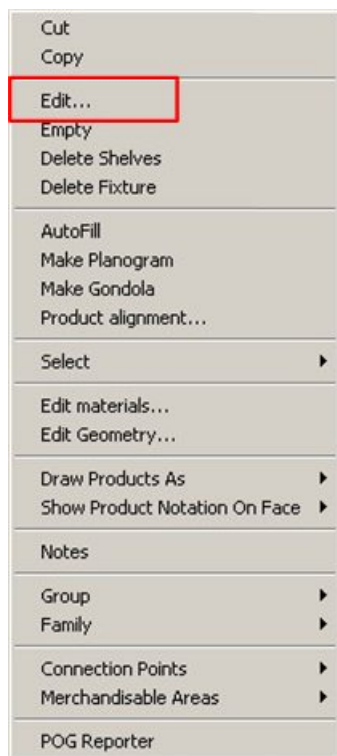 Cut
Copy
Edit...
Empty
Delete Shelves
Delete Fixture
AutoFill
Make Planogram
Make Gondola
Product alignment...
Select
Edit materials...
Edit Geometry...
Draw Products As
Show Product Notation On Face
Notes
Group
Family
Connection Points
Merchandisable Areas
POG Reporter